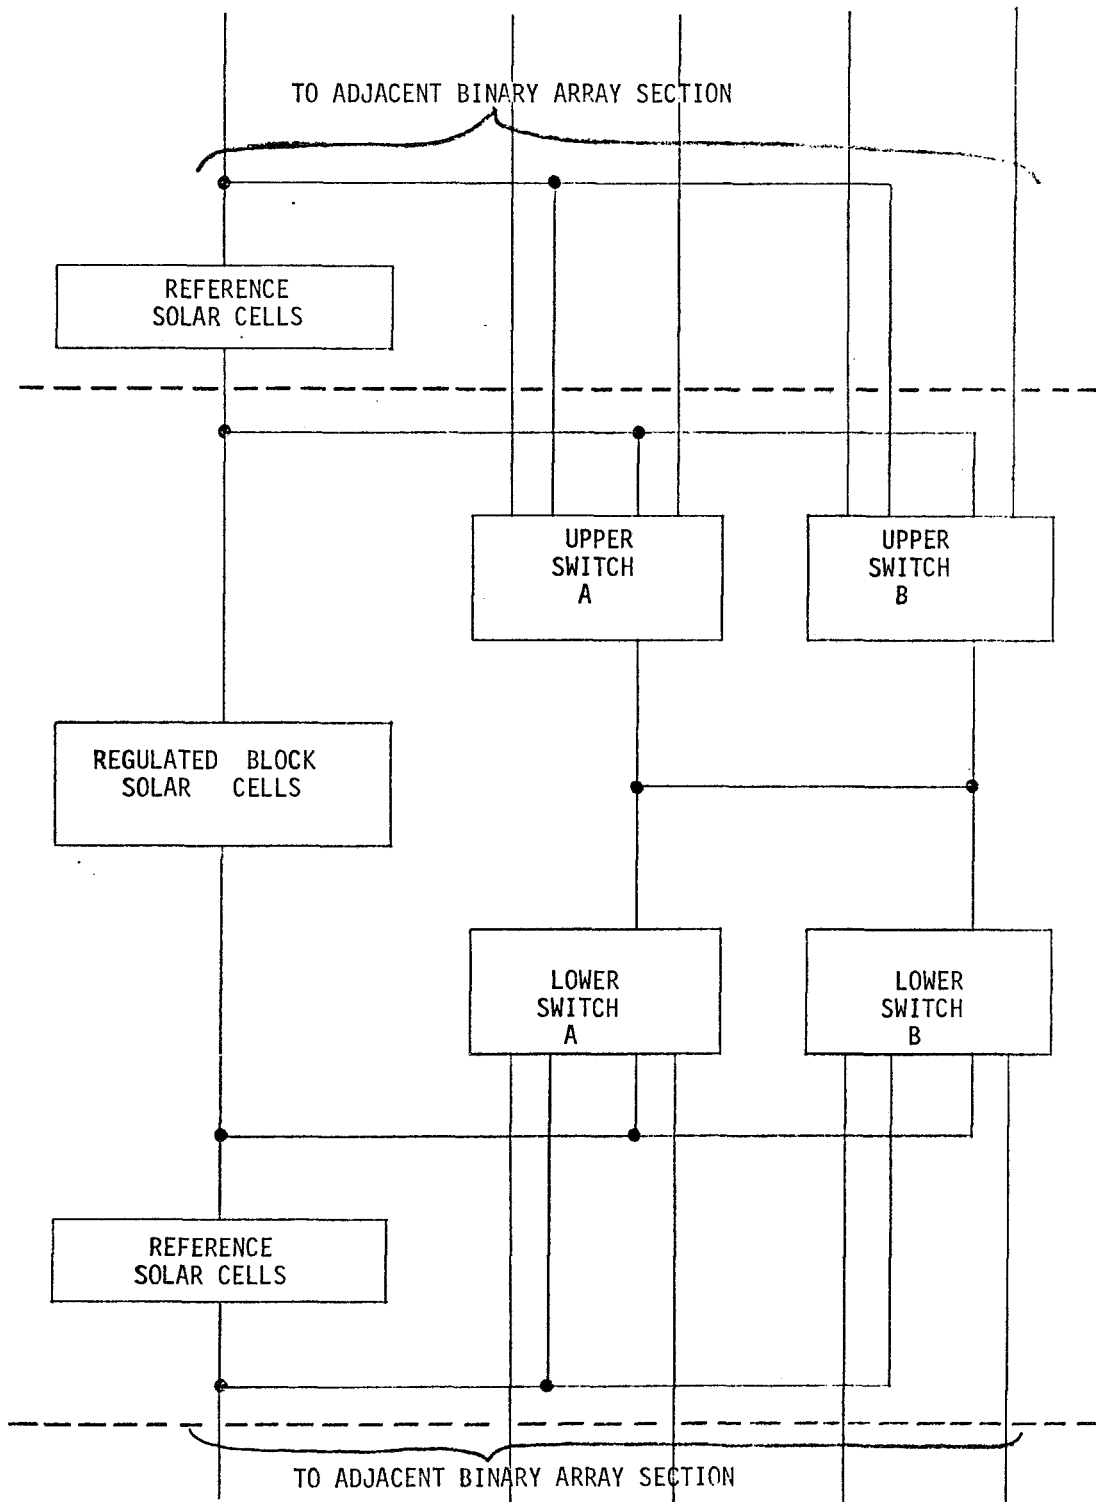 TO ADJACENT BINARY ARRAY SECTION
REFERENCE
SOLAR CELLS
UPPER
SWITCH
A
UPPER
SWITCH
B
REGULATED BLOCK
SOLAR CELLS
LOWER
SWITCH
A
LOWER
SWITCH
B
REFERENCE
SOLAR CELLS
TO ADJACENT BINARY ARRAY SECTION